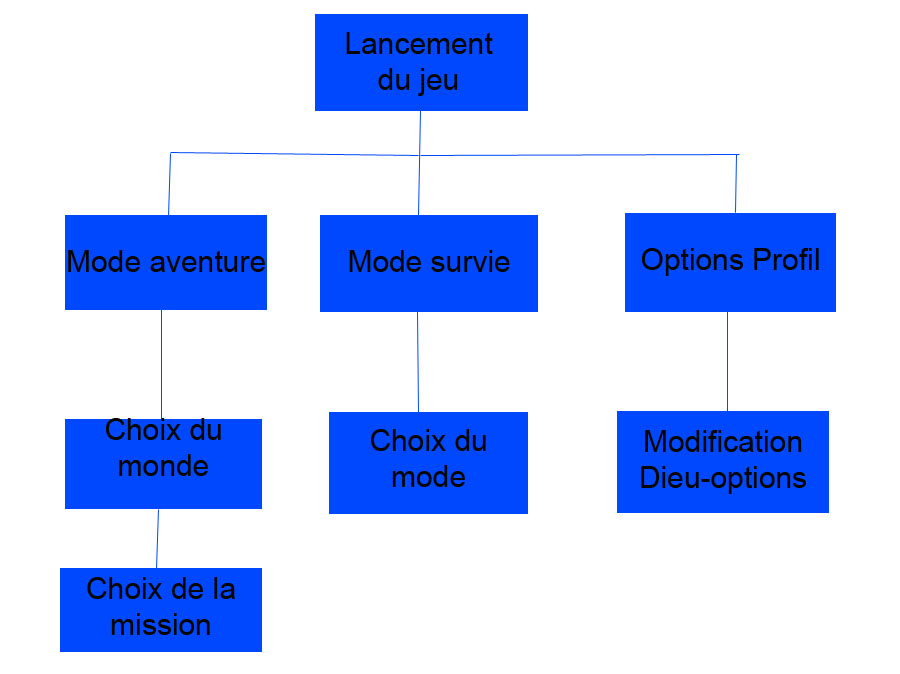 Lancement
du jeu
Mode aventure
Mode survie
Options Profil
Choix du
monde
Choix du
mode
Modification
Dieu-options
Choix de la
mission